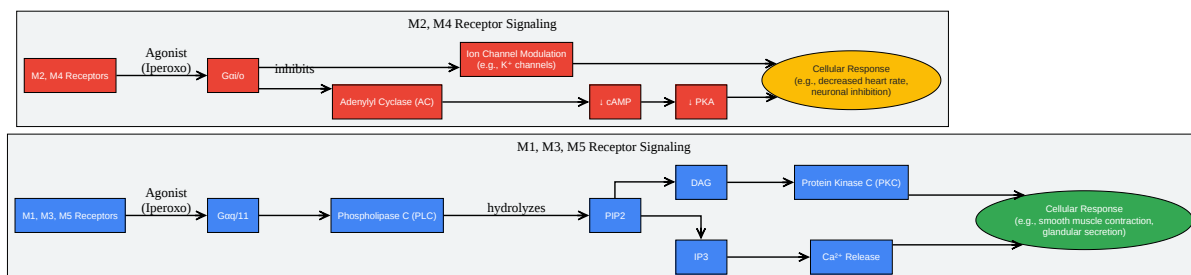 M2, M4 Receptor Signaling
M2, M4 Receptors
Agonist
(Iperoxo)
Gαi/o
inhibits
Ion Channel Modulation
(e.g., K⁺ channels)
Adenylyl Cyclase (AC)
↓ cAMP
↓ PKA
Cellular Response
(e.g., decreased heart rate,
neuronal inhibition)
M1, M3, M5 Receptor Signaling
M1, M3, M5 Receptors
Agonist
(Iperoxo)
Gαq/11
Phospholipase C (PLC)
hydrolyzes
PIP2
DAG
Protein Kinase C (PKC)
IP3
Ca²⁺ Release
Cellular Response
(e.g., smooth muscle contraction,
glandular secretion)